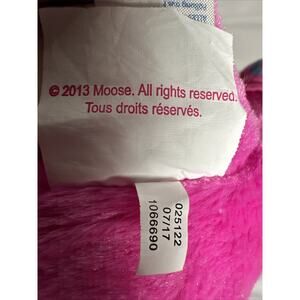 © 2013 Moose. All rights reserved.
Tous droits réservés.
025122
07/17
1066690